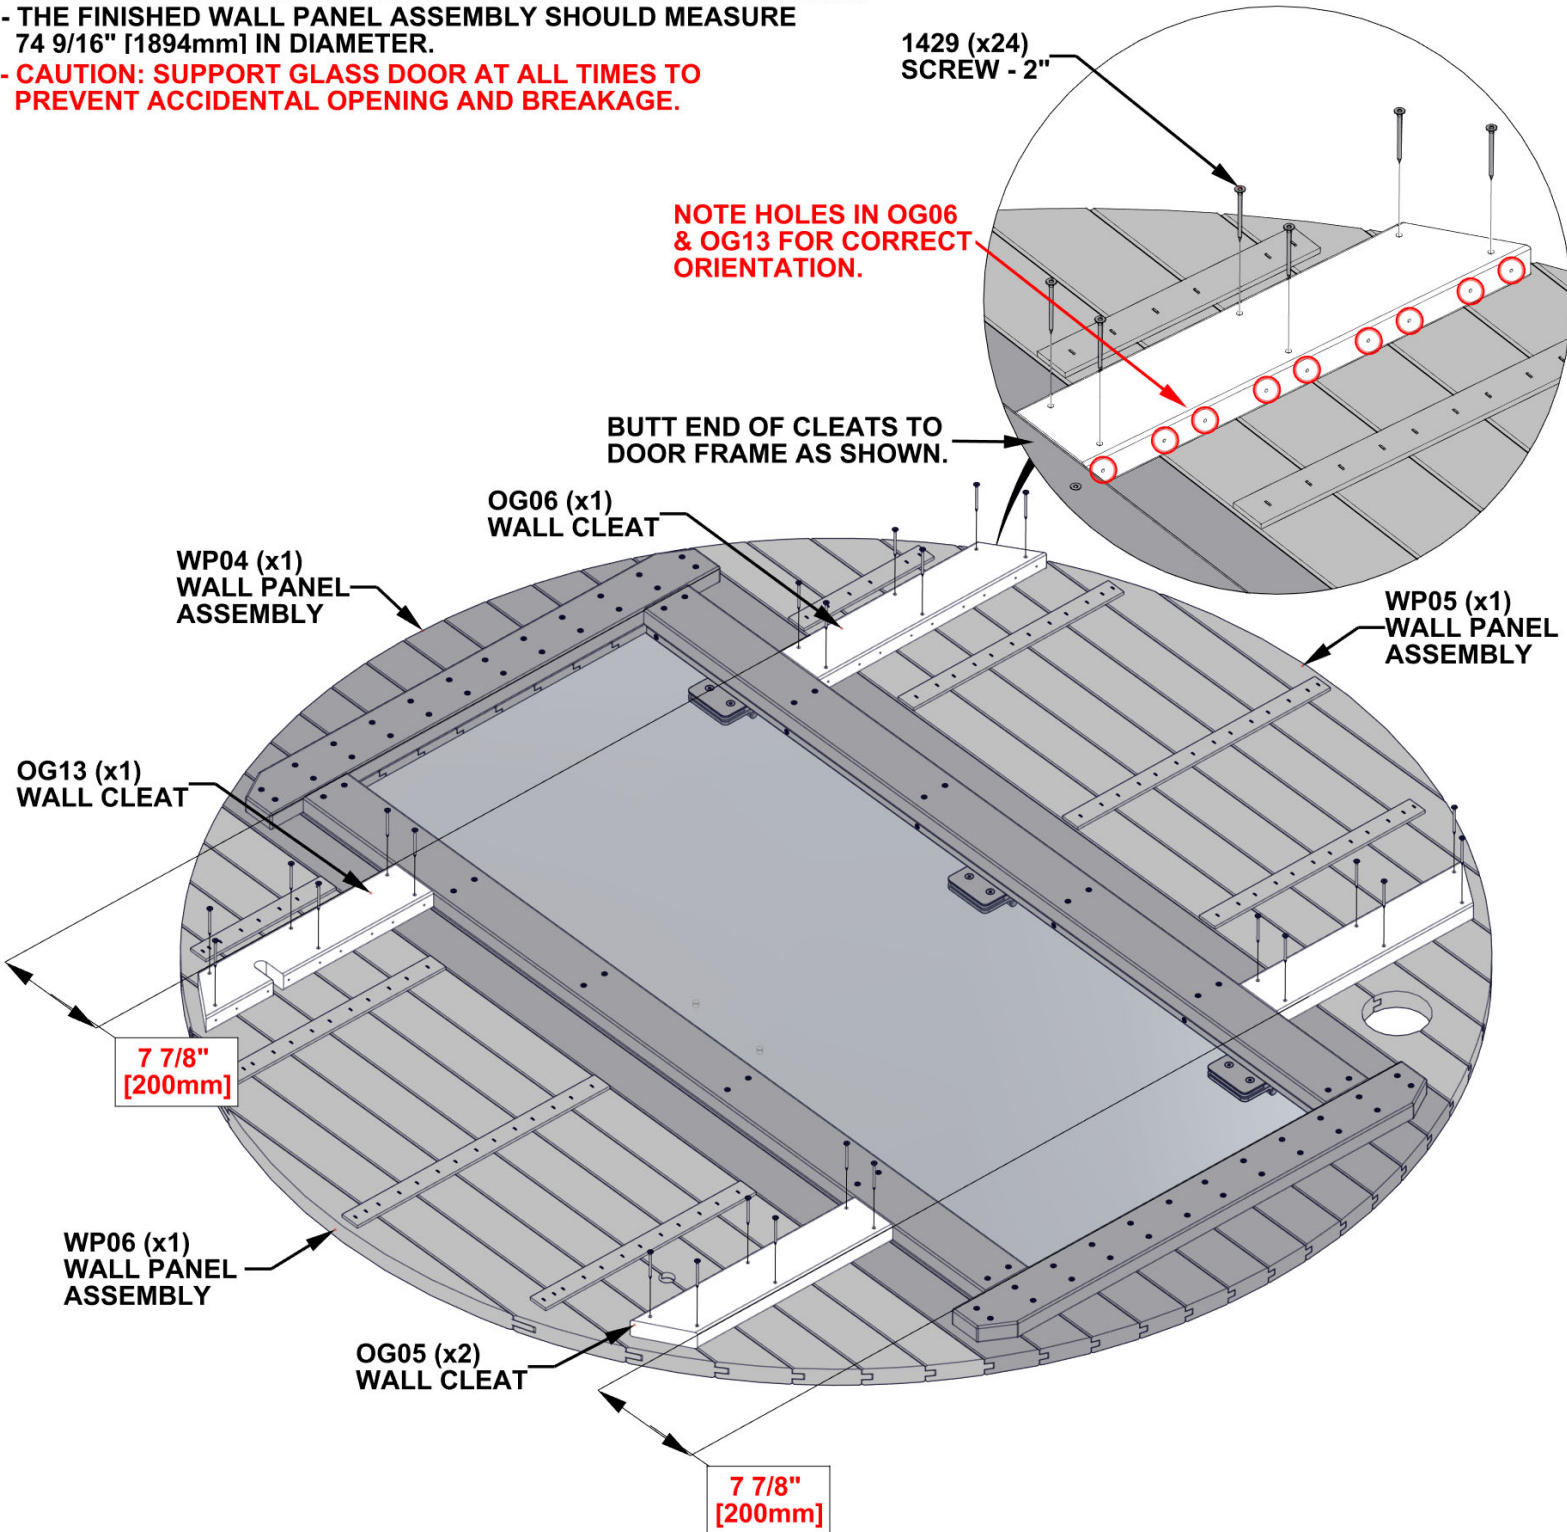 - THE FINISHED WALL PANEL ASSEMBLY SHOULD MEASURE
74 9/16" [1894mm] IN DIAMETER.
- CAUTION: SUPPORT GLASS DOOR AT ALL TIMES TO
PREVENT ACCIDENTAL OPENING AND BREAKAGE.
1429 (x24)
SCREW - 2"
NOTE HOLES IN OG06
& OG13 FOR CORRECT
ORIENTATION.
BUTT END OF CLEATS TO
DOOR FRAME AS SHOWN.
OG06 (x1)
WALL CLEAT
WP04 (x1)
WALL PANEL
ASSEMBLY
WP05 (x1)
WALL PANEL
ASSEMBLY
OG13 (x1)
WALL CLEAT
7 7/8"
[200mm]
WP06 (x1)
WALL PANEL
ASSEMBLY
OG05 (x2)
WALL CLEAT
7 7/8"
[200mm]